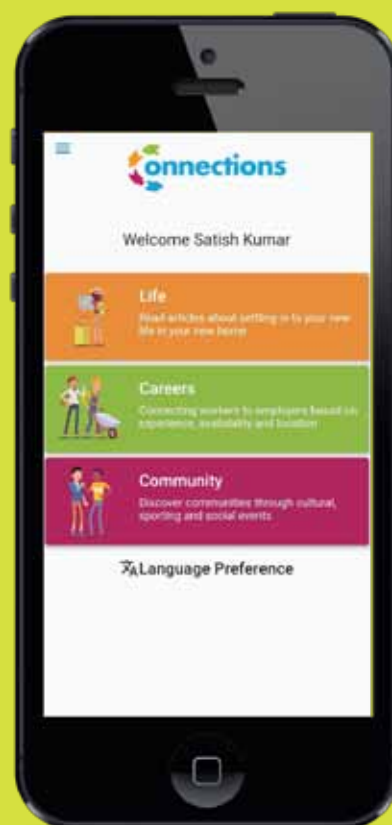 Connections
Welcome Satish Kumar
Life
Read articles about settling in to your new
life in your new home
Careers
Connecting workers to employers based on
experience, availability and location
Community
Discover communities through cultural,
sporting and social events
Language Preference